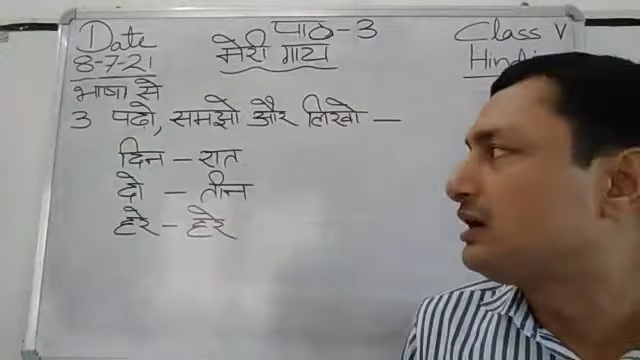 Date
8-7-21
पाठ-3
मेरी गाय
Class V
Hindi
भाषा से
3 पढ़ो, समझो और लिखो —
दिन – रात
दो – तीन
हरे – हरे